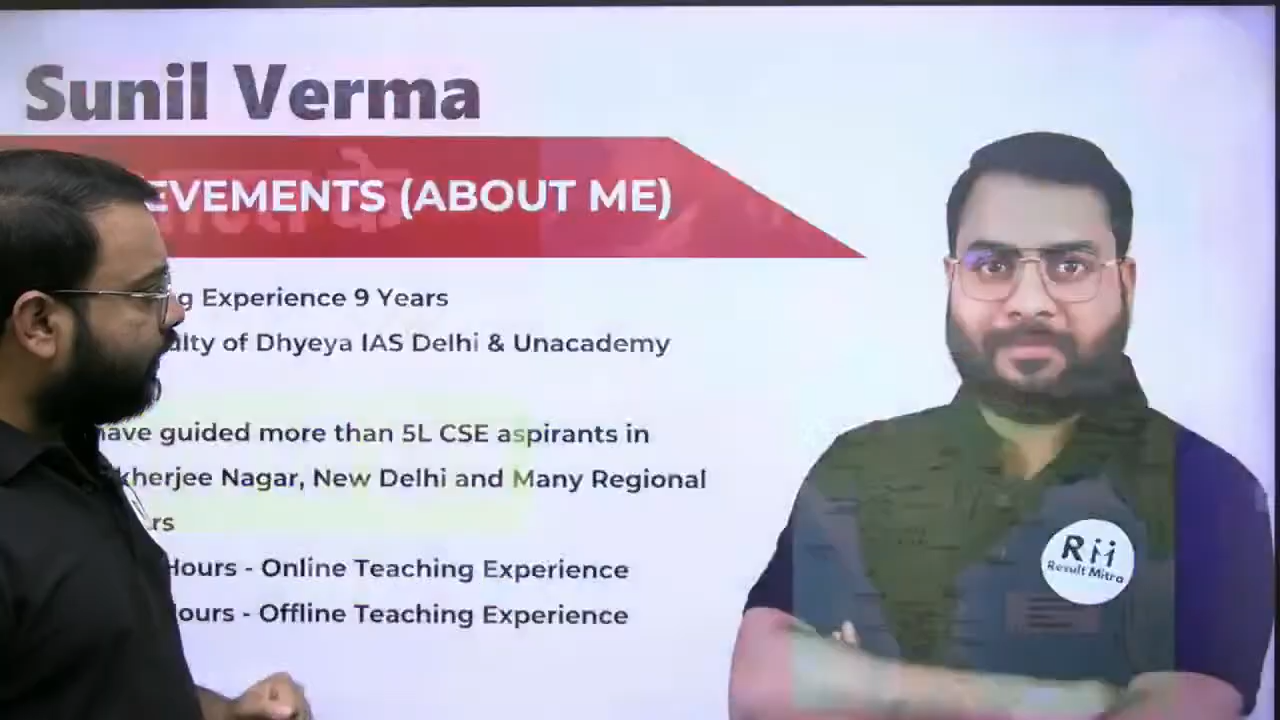 Sunil Verma
EVEMENTS (ABOUT ME)
g Experience 9 Years
ulty of Dhyeya IAS Delhi & Unacademy
have guided more than 5L CSE aspirants in
kherjee Nagar, New Delhi and Many Regional
rs
Hours - Online Teaching Experience
ours - Offline Teaching Experience
Result Mitra